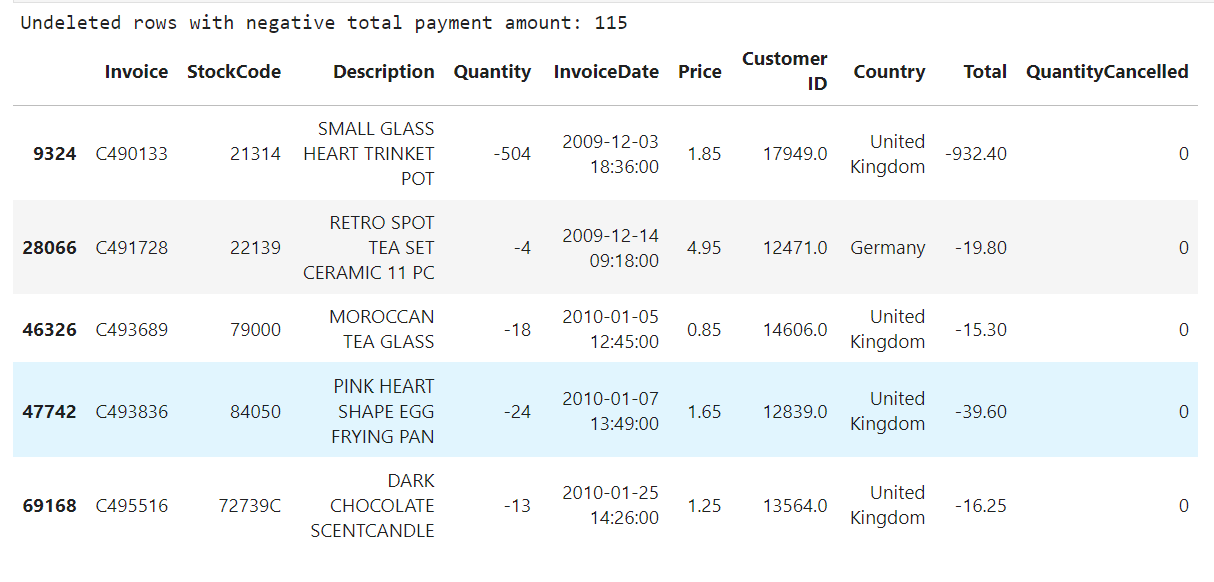 Undeleted rows with negative total payment amount: 115
Invoice StockCode Description Quantity InvoiceDate Price Customer ID Country Total QuantityCancelled
9324 C490133 21314 SMALL GLASS HEART TRINKET POT -504 2009-12-03 18:36:00 1.85 17949.0 United Kingdom -932.40 0
28066 C491728 22139 RETRO SPOT TEA SET CERAMIC 11 PC -4 2009-12-14 09:18:00 4.95 12471.0 Germany -19.80 0
46326 C493689 79000 MOROCCAN TEA GLASS -18 2010-01-05 12:45:00 0.85 14606.0 United Kingdom -15.30 0
47742 C493836 84050 PINK HEART SHAPE EGG FRYING PAN -24 2010-01-07 13:49:00 1.65 12839.0 United Kingdom -39.60 0
69168 C495516 72739C DARK CHOCOLATE SCENTCANDLE -13 2010-01-25 14:26:00 1.25 13564.0 United Kingdom -16.25 0